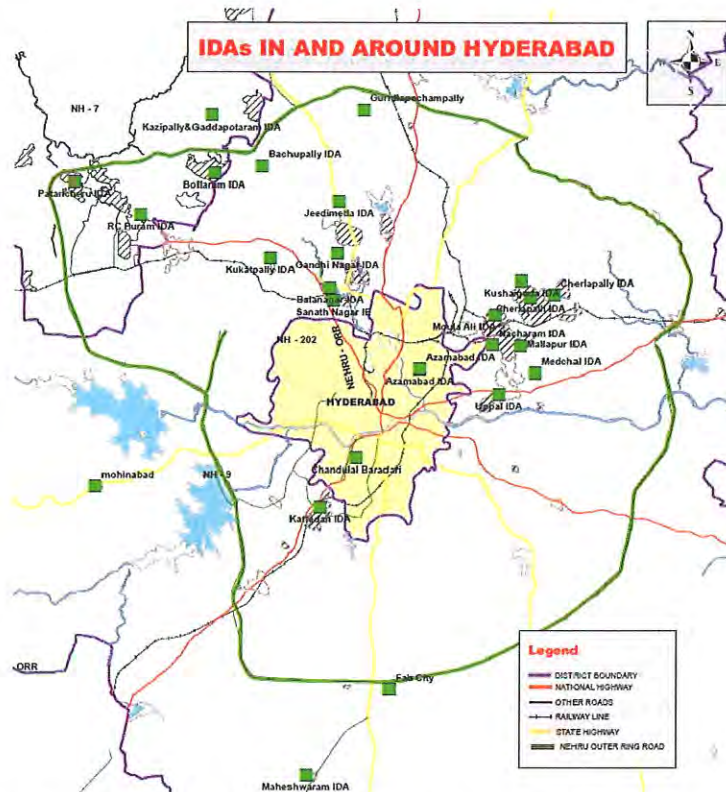 IDAs IN AND AROUND HYDERABAD
N
E
S
NH - 7
Kazipally&Gaddapotaram IDA
Bachupally IDA
Bollaram IDA
Patancheru IDA
RC Puram IDA
Jeedimetla IDA
Kukatpally IDA
Gandhi Nagar IDA
Balanagar IDA
Sanath Nagar IE
Kushaiguda IDA
Cherlapally IDA
Cherlapalli IDA
Moula Ali IDA
Nacharam IDA
Mallapur IDA
Azamabad IDA
Medchal IDA
Azamabad IDA
Uppal IDA
NH - 202
NEHRU - ORR
HYDERABAD
Chandulal Baradari
mohinabad
NH - 9
Kattedan IDA
ORR
Fab City
Maheshwaram IDA
Legend
DISTRICT BOUNDARY
NATIONAL HIGHWAY
OTHER ROADS
RAILWAY LINE
STATE HIGHWAY
NEHRU OUTER RING ROAD